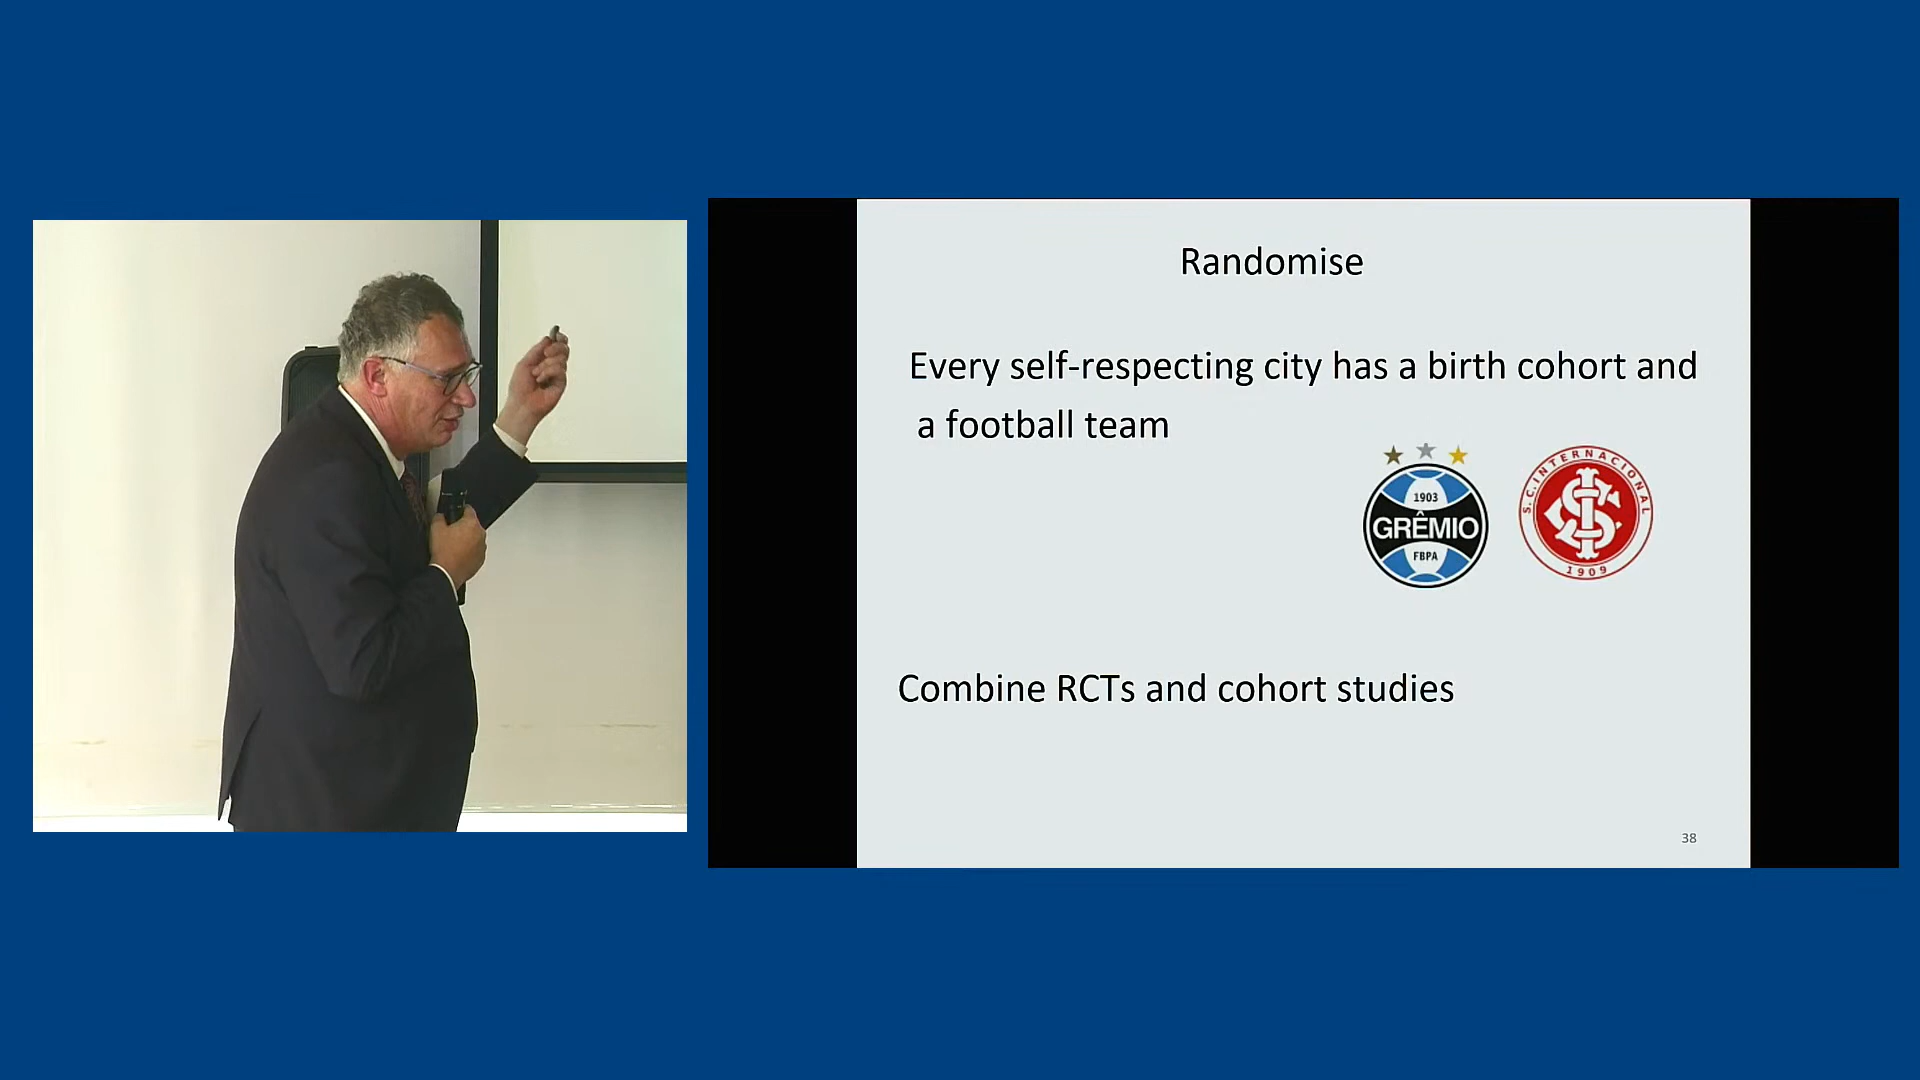 Randomise
Every self-respecting city has a birth cohort and
a football team
1903
GRÊMIO
FBPA
S.C. INTERNACIONAL
1909
Combine RCTs and cohort studies
38